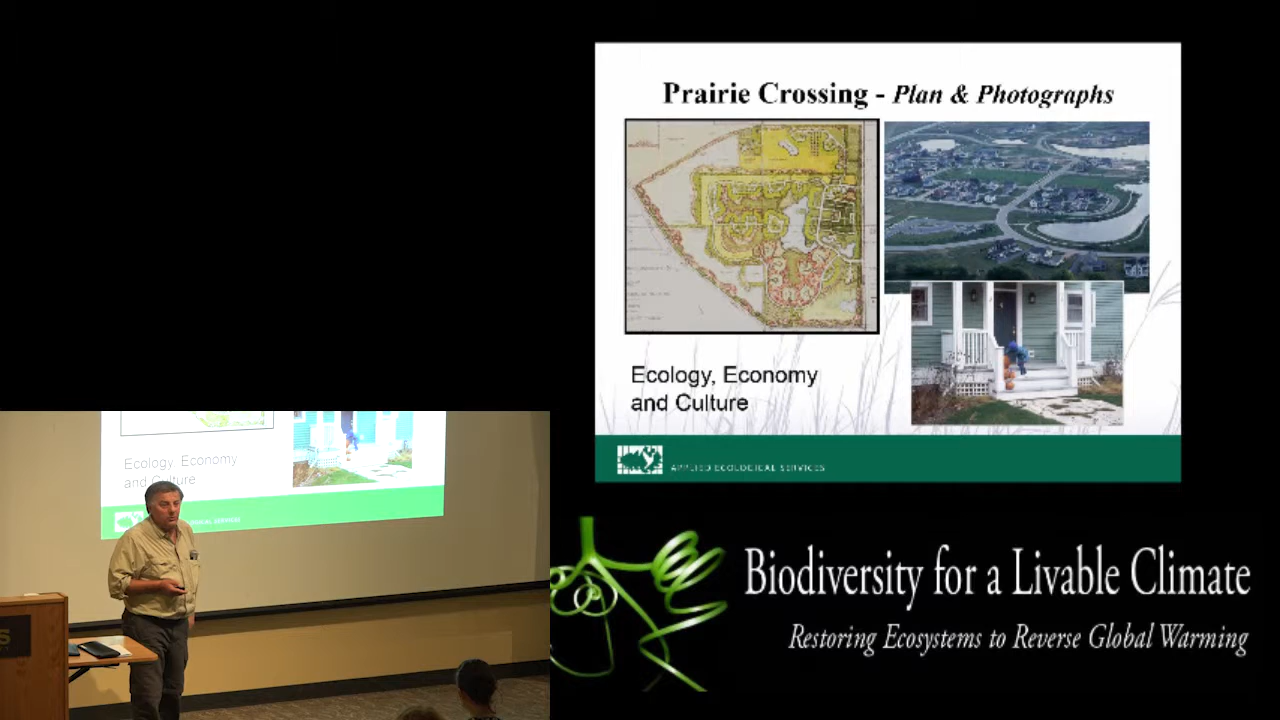 Prairie Crossing - Plan & Photographs
Ecology, Economy
and Culture
APPLIED ECOLOGICAL SERVICES
Ecology, Economy
and Culture
Biodiversity for a Livable Climate
Restoring Ecosystems to Reverse Global Warming